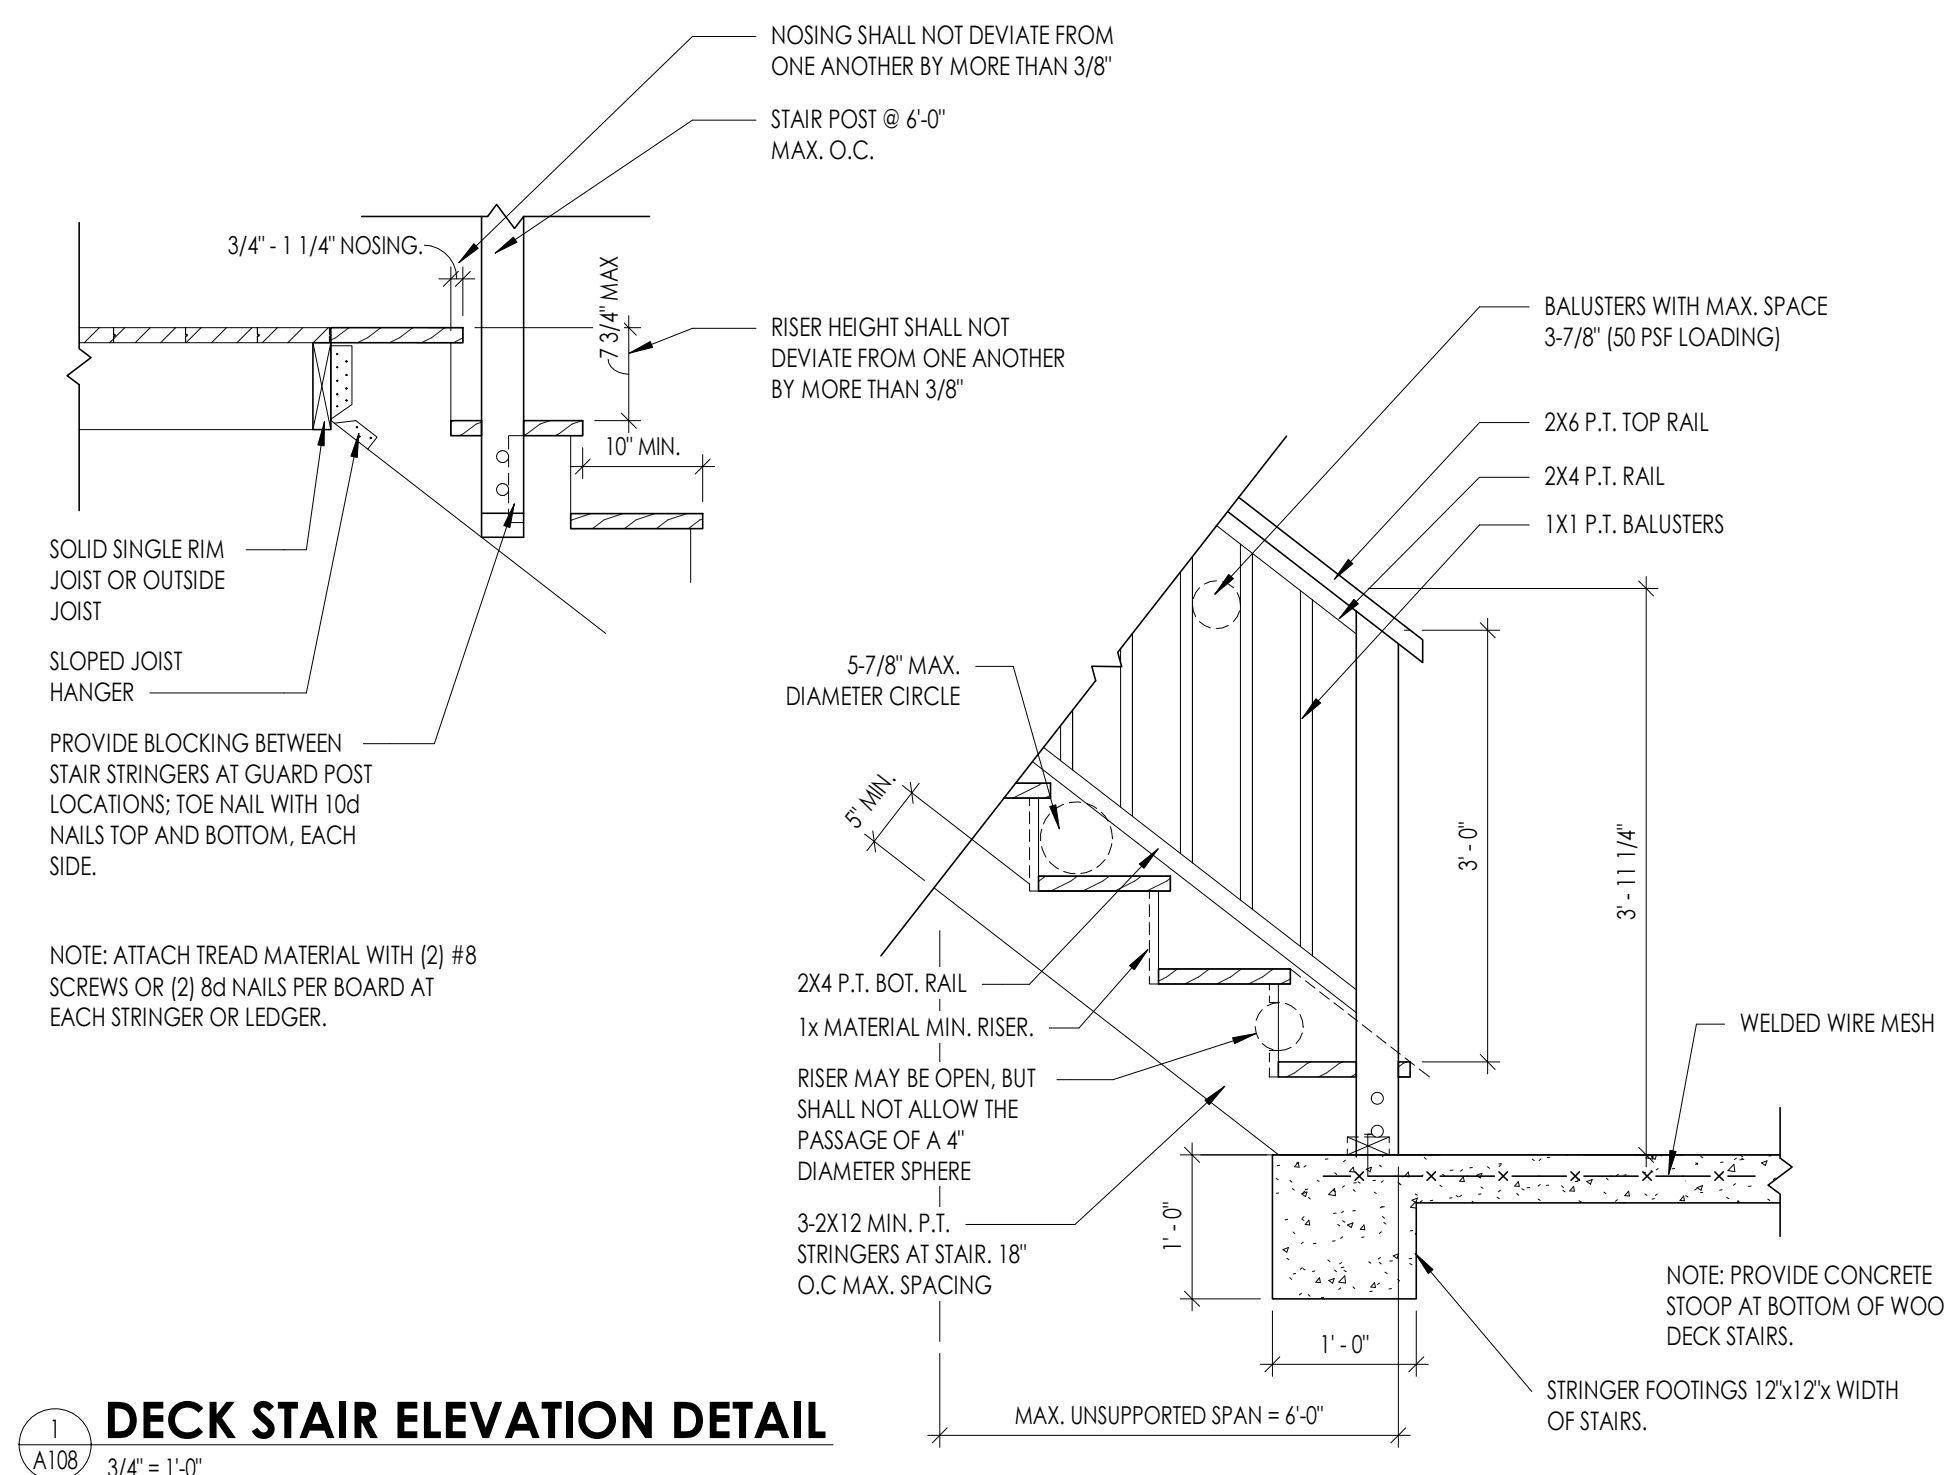 NOSING SHALL NOT DEVIATE FROM
ONE ANOTHER BY MORE THAN 3/8"
STAIR POST @ 6'-0"
MAX. O.C.
3/4" - 1 1/4" NOSING.
7 3/4" MAX
RISER HEIGHT SHALL NOT
DEVIATE FROM ONE ANOTHER
BY MORE THAN 3/8"
10" MIN.
SOLID SINGLE RIM
JOIST OR OUTSIDE
JOIST
SLOPED JOIST
HANGER
PROVIDE BLOCKING BETWEEN
STAIR STRINGERS AT GUARD POST
LOCATIONS; TOE NAIL WITH 10d
NAILS TOP AND BOTTOM, EACH
SIDE.
NOTE: ATTACH TREAD MATERIAL WITH (2) #8
SCREWS OR (2) 8d NAILS PER BOARD AT
EACH STRINGER OR LEDGER.
BALUSTERS WITH MAX. SPACE
3-7/8" (50 PSF LOADING)
2X6 P.T. TOP RAIL
2X4 P.T. RAIL
1X1 P.T. BALUSTERS
5-7/8" MAX.
DIAMETER CIRCLE
5" MIN.
3' - 0"
3' - 11 1/4"
2X4 P.T. BOT. RAIL
1x MATERIAL MIN. RISER.
RISER MAY BE OPEN, BUT
SHALL NOT ALLOW THE
PASSAGE OF A 4"
DIAMETER SPHERE
3-2X12 MIN. P.T.
STRINGERS AT STAIR. 18"
O.C MAX. SPACING
WELDED WIRE MESH
1' - 0"
1' - 0"
NOTE: PROVIDE CONCRETE
STOOP AT BOTTOM OF WOO
DECK STAIRS.
STRINGER FOOTINGS 12"x12"x WIDTH
OF STAIRS.
MAX. UNSUPPORTED SPAN = 6'-0"
1
A108
DECK STAIR ELEVATION DETAIL
3/4" = 1'-0"